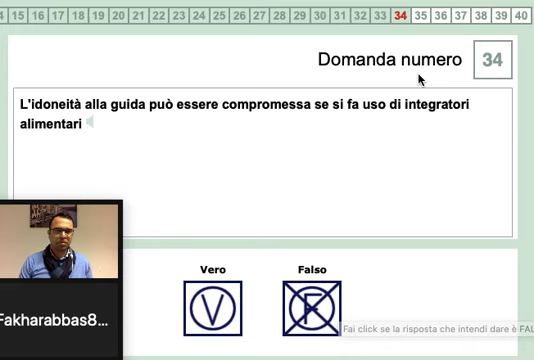 15 16 17 18 19 20 21 22 23 24 25 26 27 28 29 30 31 32 33 34 35 36 37 38 39 40
Domanda numero 34
L'idoneità alla guida può essere compromessa se si fa uso di integratori
alimentari
Vero Falso
V F
Fai click se la risposta che intendi dare è FAL
Fakharabbas8...